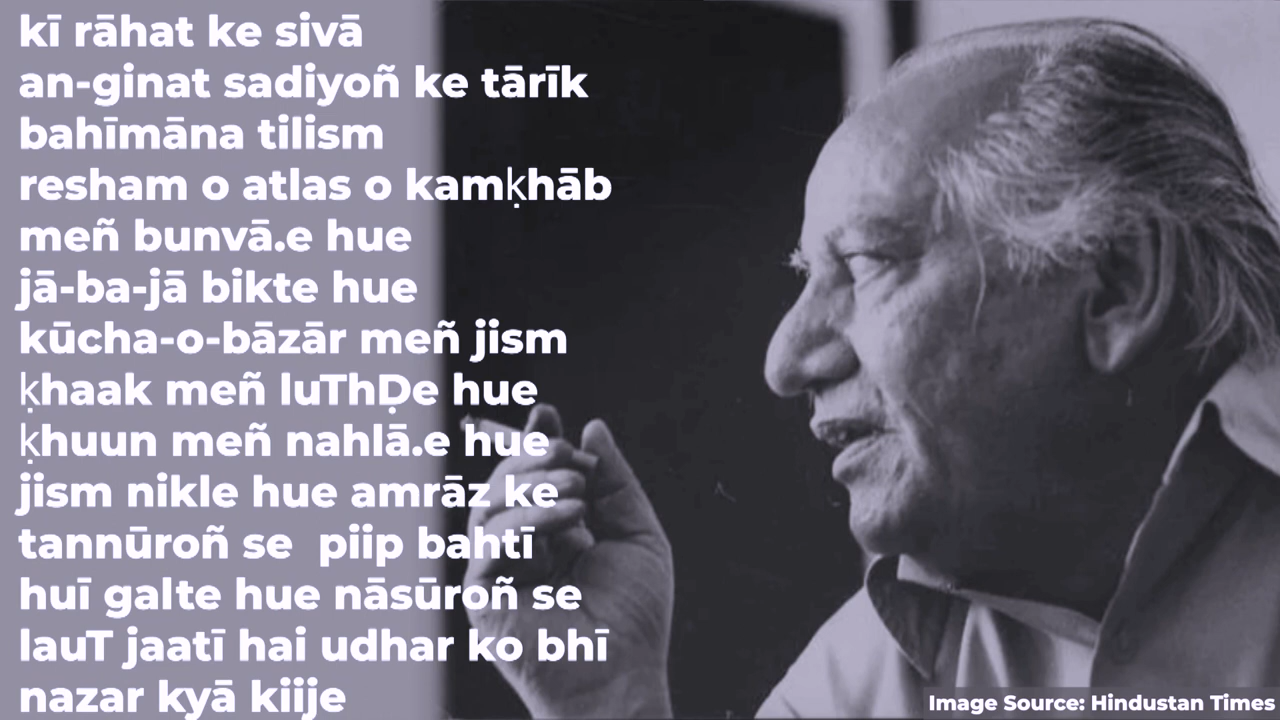 kī rāhat ke sivā
an-ginat sadiyoñ ke tārīk
bahīmāna tilism
resham o atlas o kamḳhāb
meñ bunvā.e hue
jā-ba-jā bikte hue
kūcha-o-bāzār meñ jism
ḳhaak meñ luThḌe hue
ḳhuun meñ nahlā.e hue
jism nikle hue amrāz ke
tannūroñ se  piip bahtī
huī galte hue nāsūroñ se
lauT jaatī hai udhar ko bhī
nazar kyā kiije
Image Source: Hindustan Times